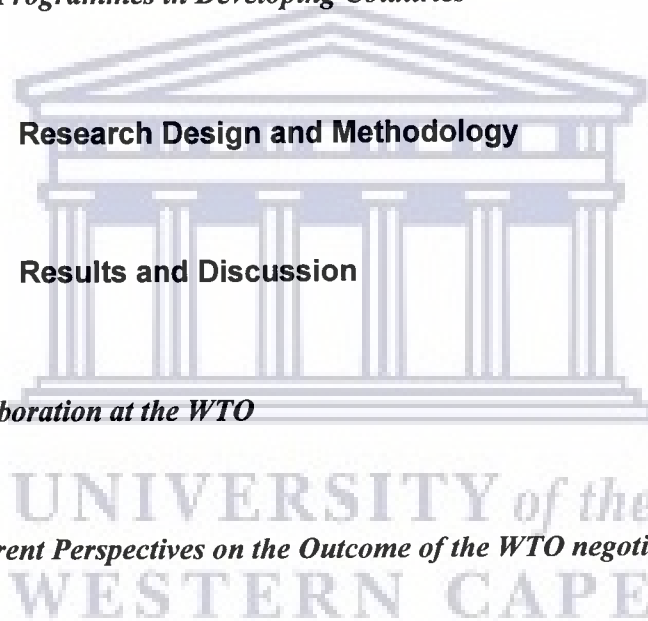 Programmes in Developing Countries
Research Design and Methodology
Results and Discussion
boration at the WTO
UNIVERSITY of the
rent Perspectives on the Outcome of the WTO negoti
WESTERN CAPE